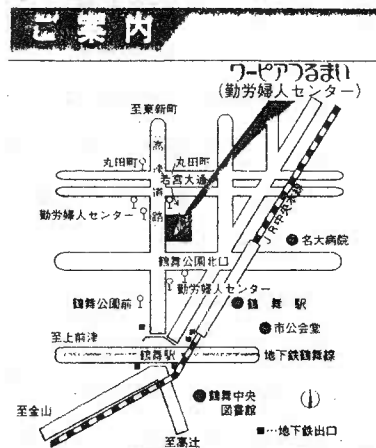 ご案内
ワーピアつるまい
(勤労婦人センター)
至東新町
丸田町
丸田町
若宮大通
高速道路
勤労婦人センター
JR中央本線
名大病院
鶴舞公園北口
勤労婦人センター
鶴舞公園前
鶴舞駅
市公会堂
至上前津
鶴舞駅
地下鉄鶴舞線
鶴舞中央
図書館
至金山
至高辻
■…地下鉄出口